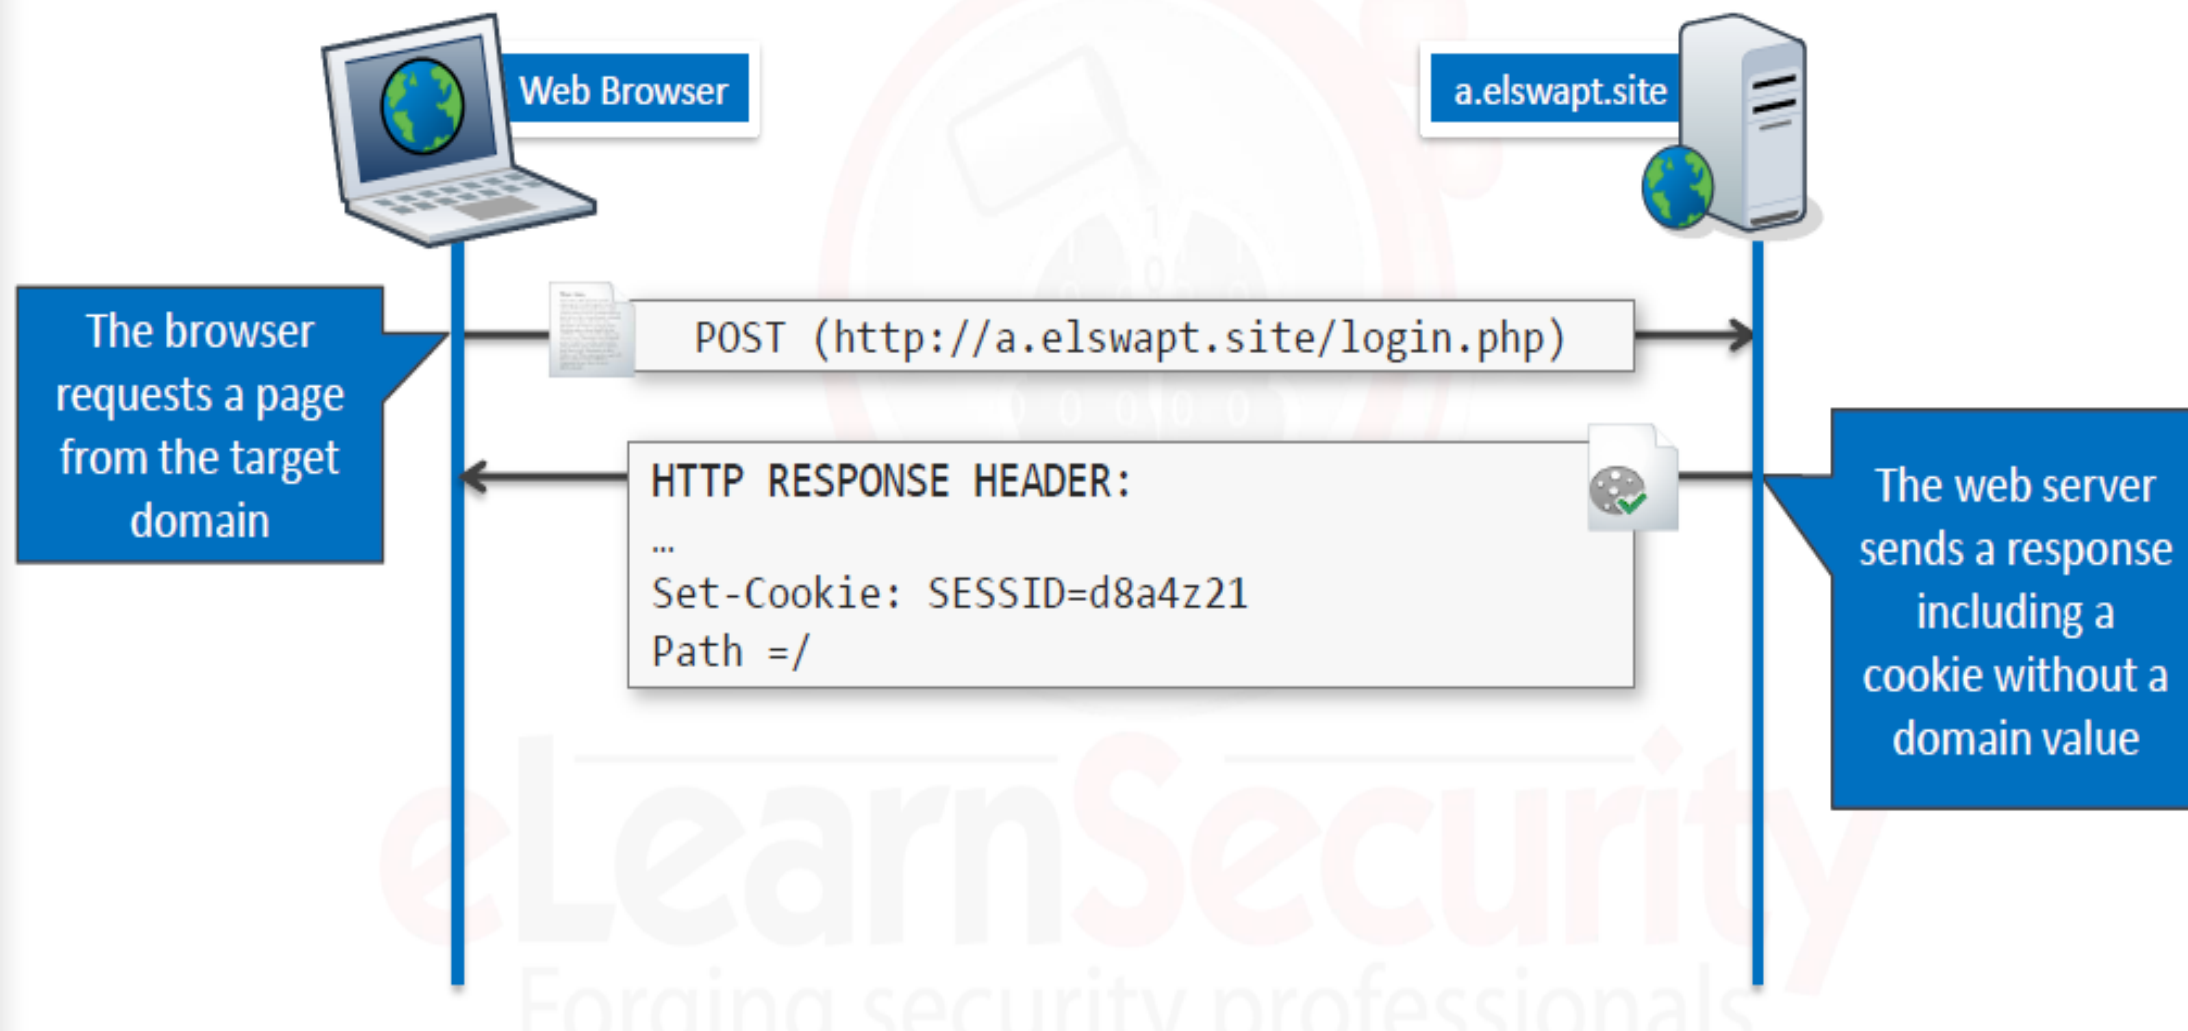 Web Browser
a.elswapt.site
The browser
requests a page
from the target
domain
POST (http://a.elswapt.site/login.php)
HTTP RESPONSE HEADER:
…
Set-Cookie: SESSID=d8a4z21
Path =/
The web server
sends a response
including a
cookie without a
domain value
eLearnSecurity
Forging security professionals